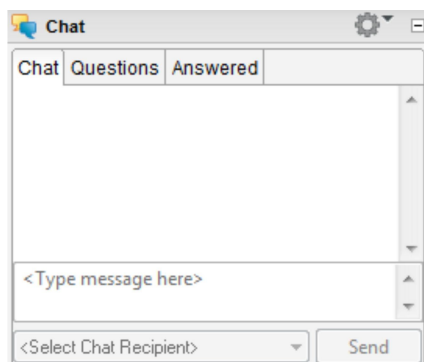 Chat
Chat Questions Answered
<Type message here>
<Select Chat Recipient> Send